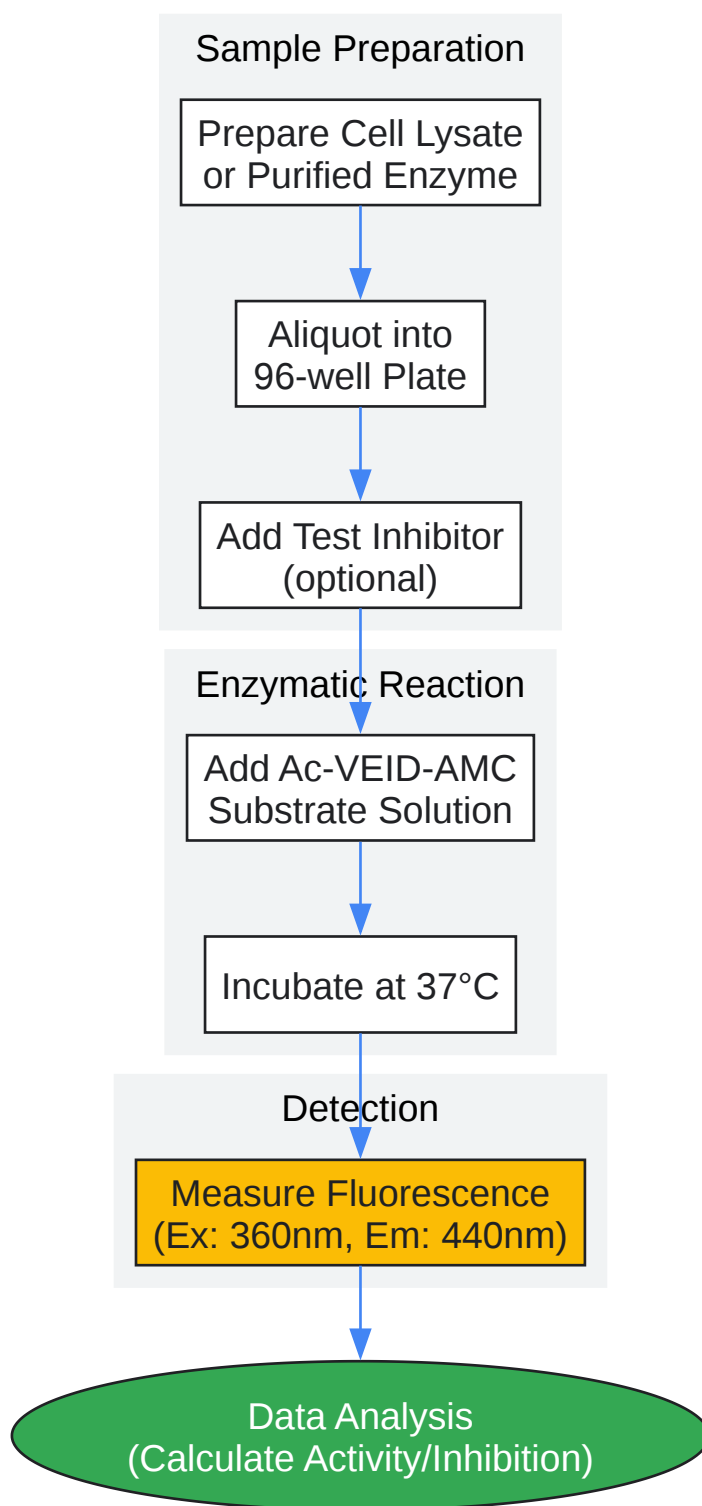 Sample Preparation
Prepare Cell Lysate
or Purified Enzyme
Aliquot into
96-well Plate
Add Test Inhibitor
(optional)
Enzymatic Reaction
Add Ac-VEID-AMC
Substrate Solution
Incubate at 37°C
Detection
Measure Fluorescence
(Ex: 360nm, Em: 440nm)
Data Analysis
(Calculate Activity/Inhibition)